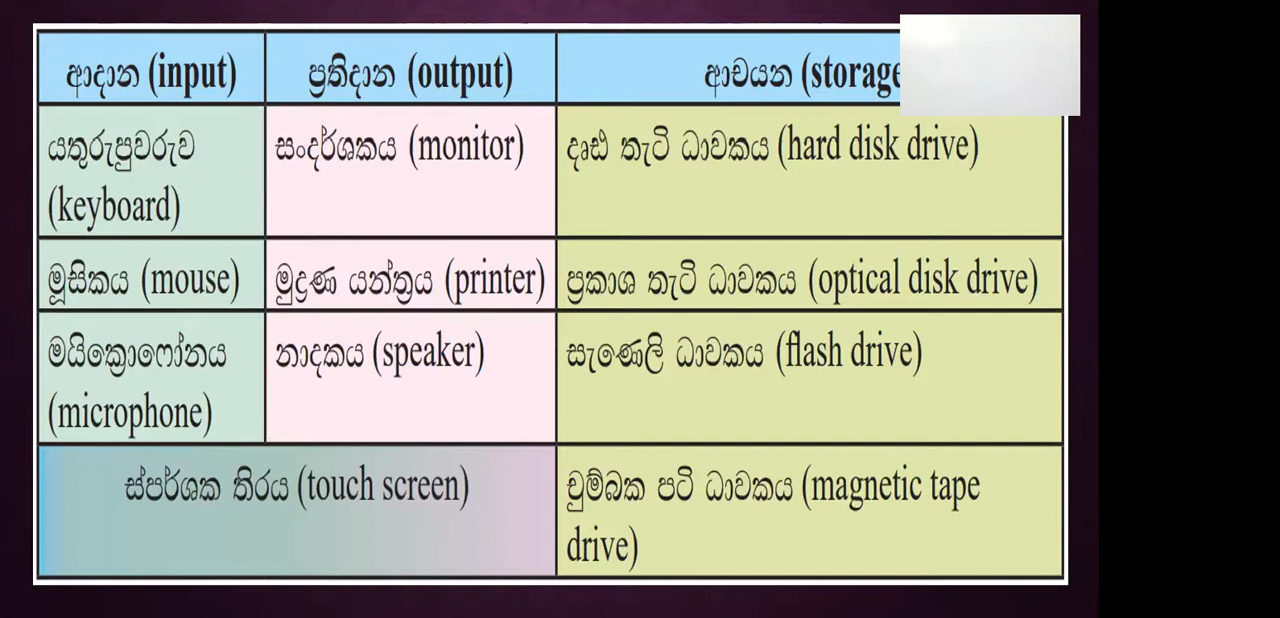 ආදාන (input) ප්‍රතිදාන (output) ආචයන (storage
යතුරුපුවරුව
(keyboard) සංදර්ශකය (monitor) දෘඪ තැටි ධාවකය (hard disk drive)
මූසිකය (mouse) මුද්‍රණ යන්ත්‍රය (printer) ප්‍රකාශ තැටි ධාවකය (optical disk drive)
මයික්‍රොෆෝනය
(microphone) නාදකය (speaker) සැණෙලි ධාවකය (flash drive)
ස්පර්ශක තිරය (touch screen) චුම්බක පටි ධාවකය (magnetic tape
drive)